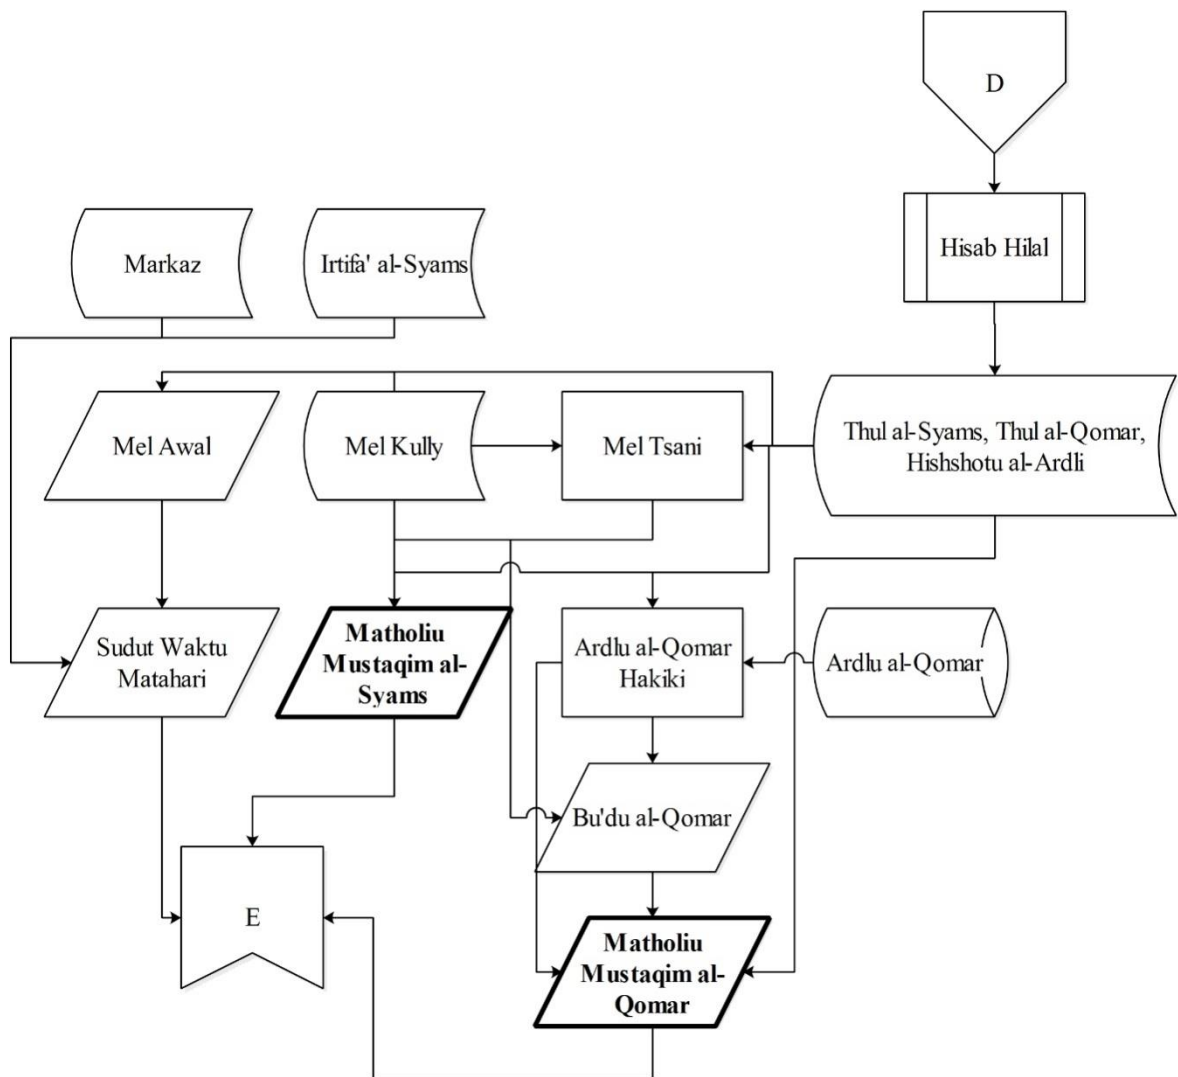 D
Hisab Hilal
Markaz
Irtifa' al-Syams
Mel Awal
Mel Kully
Mel Tsani
Thul al-Syams, Thul al-Qomar,
Hishshotu al-Ardli
Sudut Waktu
Matahari
Matholiu
Mustaqim al-
Syams
Ardlu al-Qomar
Hakiki
Ardlu al-Qomar
Bu'du al-Qomar
E
Matholiu
Mustaqim al-
Qomar